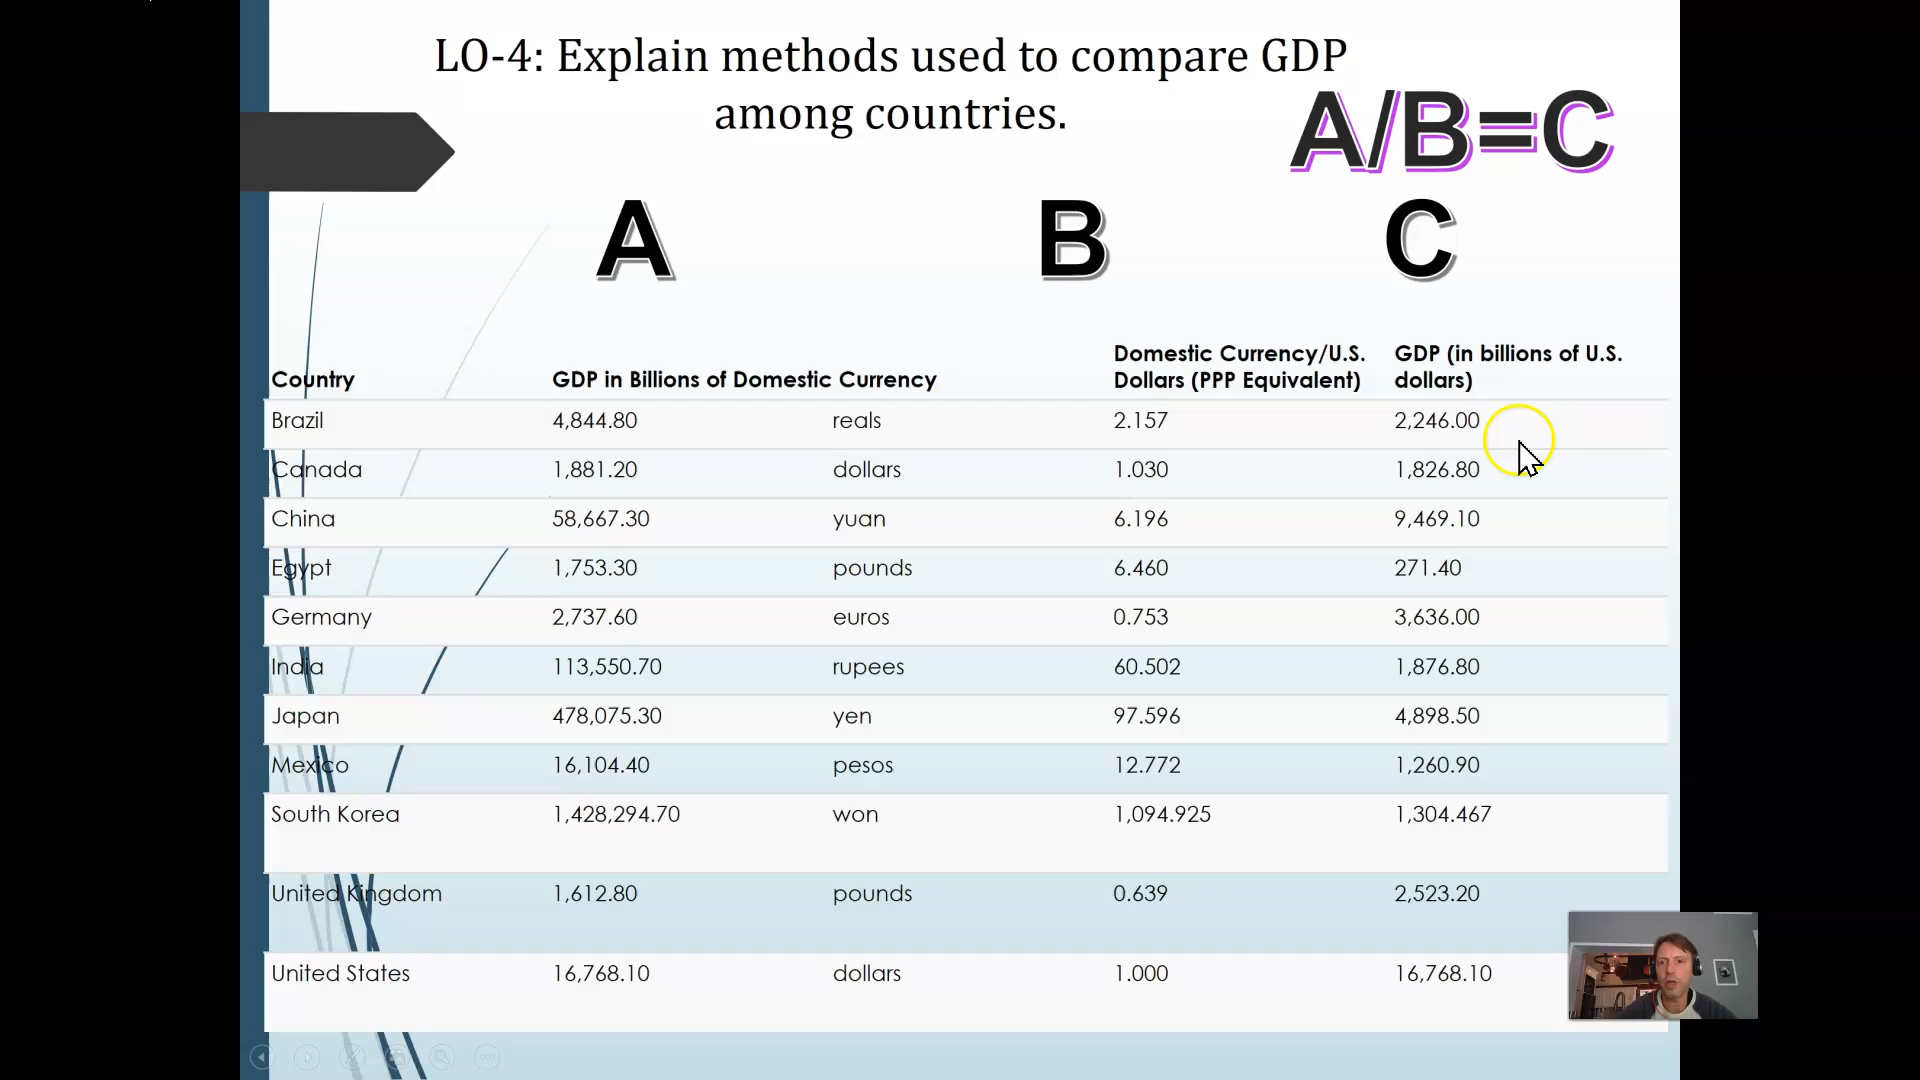 LO-4: Explain methods used to compare GDP
among countries.
A/B=C
A B C
Country GDP in Billions of Domestic Currency Domestic Currency/U.S. Dollars (PPP Equivalent) GDP (in billions of U.S. dollars)
Brazil 4,844.80 reals 2.157 2,246.00
Canada 1,881.20 dollars 1.030 1,826.80
China 58,667.30 yuan 6.196 9,469.10
Egypt 1,753.30 pounds 6.460 271.40
Germany 2,737.60 euros 0.753 3,636.00
India 113,550.70 rupees 60.502 1,876.80
Japan 478,075.30 yen 97.596 4,898.50
Mexico 16,104.40 pesos 12.772 1,260.90
South Korea 1,428,294.70 won 1,094.925 1,304.467
United Kingdom 1,612.80 pounds 0.639 2,523.20
United States 16,768.10 dollars 1.000 16,768.10